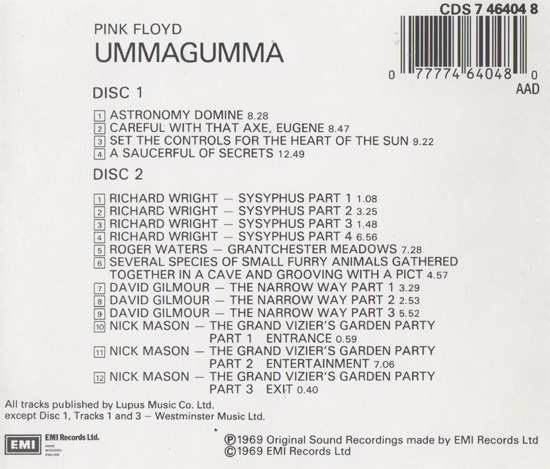 CDS 7 46404 8
PINK FLOYD
UMMAGUMMA
0 77774 64048 0
AAD
DISC 1
1 ASTRONOMY DOMINE 8.28
2 CAREFUL WITH THAT AXE, EUGENE 8.47
3 SET THE CONTROLS FOR THE HEART OF THE SUN 9.22
4 A SAUCERFUL OF SECRETS 12.49
DISC 2
1 RICHARD WRIGHT – SYSYPHUS PART 1 1.08
2 RICHARD WRIGHT – SYSYPHUS PART 2 3.25
3 RICHARD WRIGHT – SYSYPHUS PART 3 1.48
4 RICHARD WRIGHT – SYSYPHUS PART 4 6.56
5 ROGER WATERS – GRANTCHESTER MEADOWS 7.28
6 SEVERAL SPECIES OF SMALL FURRY ANIMALS GATHERED
TOGETHER IN A CAVE AND GROOVING WITH A PICT 4.57
7 DAVID GILMOUR – THE NARROW WAY PART 1 3.29
8 DAVID GILMOUR – THE NARROW WAY PART 2 2.53
9 DAVID GILMOUR – THE NARROW WAY PART 3 5.52
10 NICK MASON – THE GRAND VIZIER'S GARDEN PARTY
PART 1 ENTRANCE 0.59
11 NICK MASON – THE GRAND VIZIER'S GARDEN PARTY
PART 2 ENTERTAINMENT 7.06
12 NICK MASON – THE GRAND VIZIER'S GARDEN PARTY
PART 3 EXIT 0.40
All tracks published by Lupus Music Co. Ltd.
except Disc 1, Tracks 1 and 3 – Westminster Music Ltd.
EMI EMI Records Ltd.
HAYES
MIDDLESEX
ENGLAND
Ⓟ1969 Original Sound Recordings made by EMI Records Ltd
©1969 EMI Records Ltd.